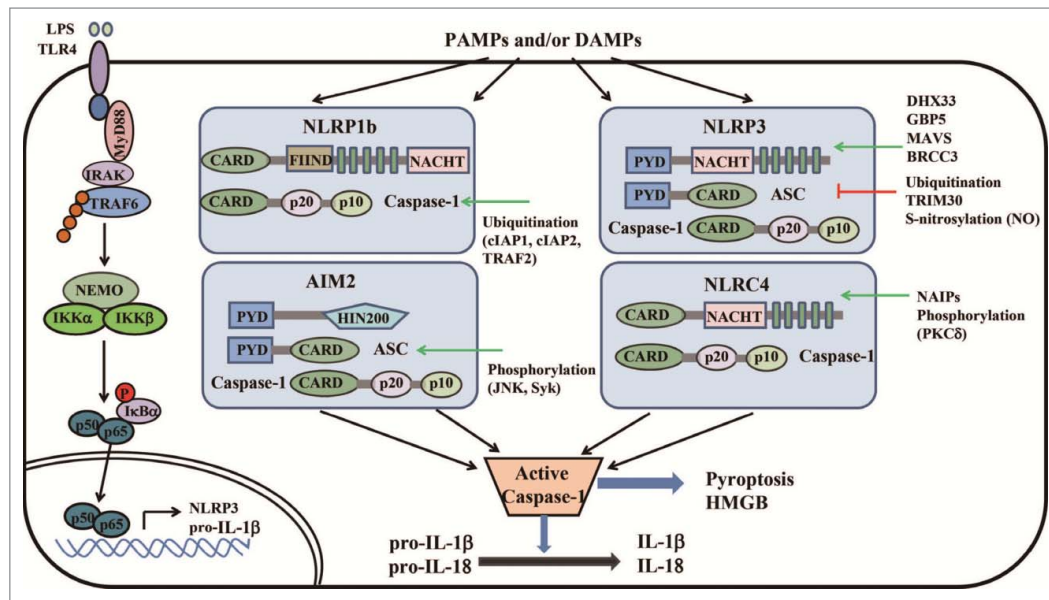 LPS
TLR4
MyD88
IRAK
TRAF6
NEMO
IKKα IKKβ
P
IκBα
p50
p65
p50
p65
NLRP3
pro-IL-1β
PAMPs and/or DAMPs
NLRP1b
CARD FIIND NACHT
CARD p20 p10 Caspase-1
Ubiquitination
(cIAP1, cIAP2,
TRAF2)
NLRP3
PYD NACHT
PYD CARD ASC
Caspase-1 CARD p20 p10
DHX33
GBP5
MAVS
BRCC3
Ubiquitination
TRIM30
S-nitrosylation (NO)
AIM2
PYD HIN200
PYD CARD ASC
Caspase-1 CARD p20 p10
Phosphorylation
(JNK, Syk)
NLRC4
CARD NACHT
CARD p20 p10 Caspase-1
NAIPs
Phosphorylation
(PKCδ)
Active
Caspase-1
Pyroptosis
HMGB
pro-IL-1β IL-1β
pro-IL-18 IL-18